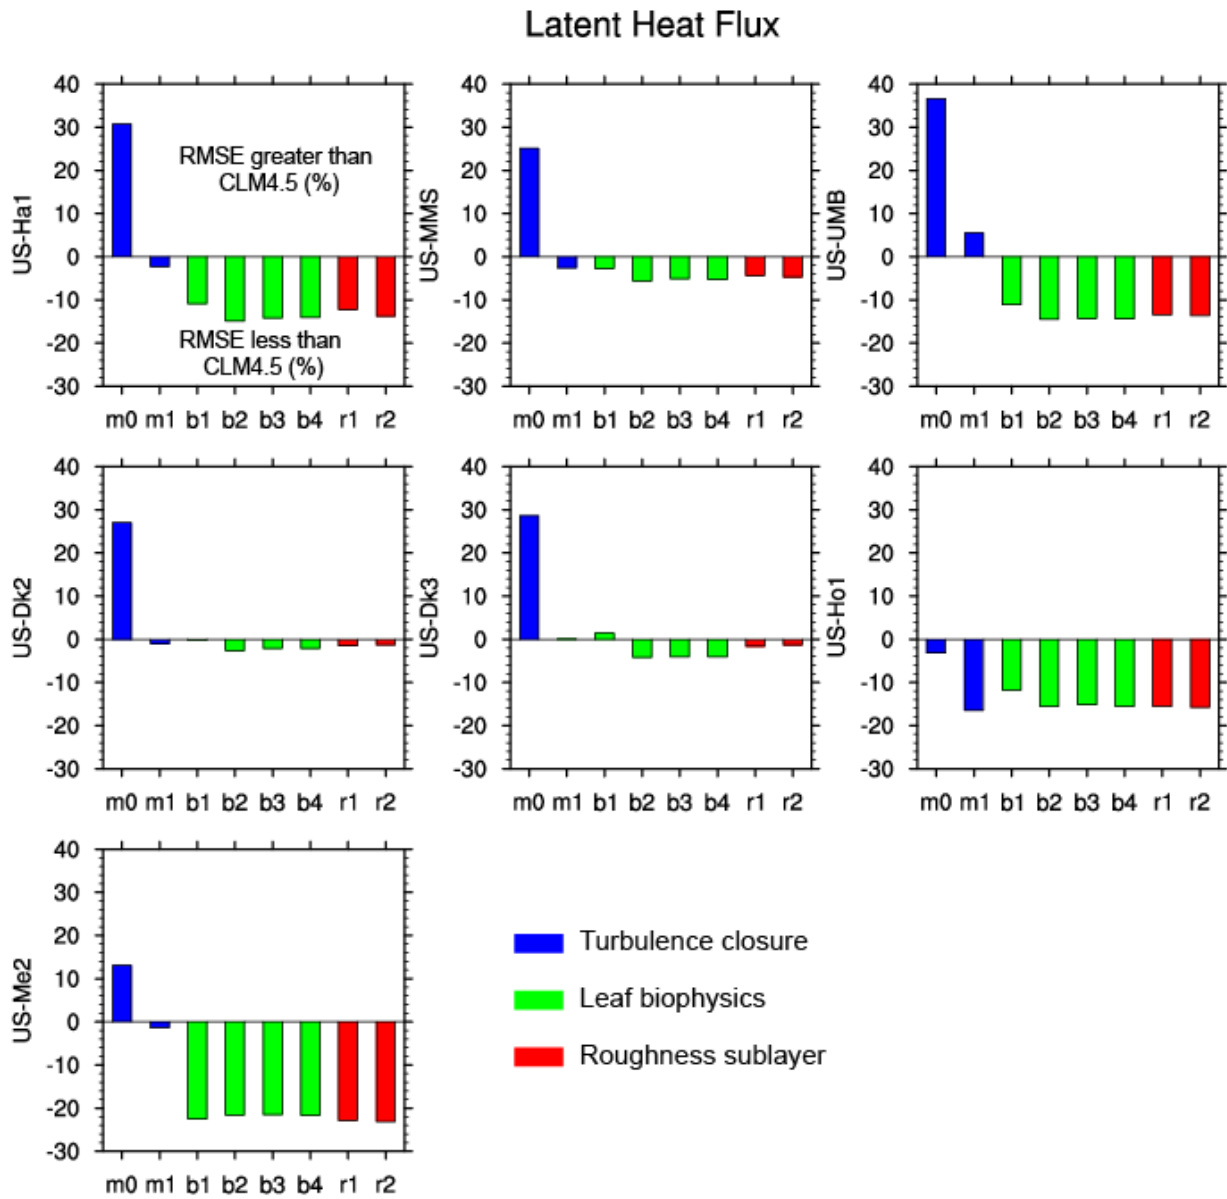 Latent Heat Flux
US-Ha1
40
30
20
10
0
-10
-20
-30
RMSE greater than
CLM4.5 (%)
RMSE less than
CLM4.5 (%)
m0 m1 b1 b2 b3 b4 r1 r2
US-MMS
40
30
20
10
0
-10
-20
-30
m0 m1 b1 b2 b3 b4 r1 r2
US-UMB
40
30
20
10
0
-10
-20
-30
m0 m1 b1 b2 b3 b4 r1 r2
US-Dk2
40
30
20
10
0
-10
-20
-30
m0 m1 b1 b2 b3 b4 r1 r2
US-Dk3
40
30
20
10
0
-10
-20
-30
m0 m1 b1 b2 b3 b4 r1 r2
US-Ho1
40
30
20
10
0
-10
-20
-30
m0 m1 b1 b2 b3 b4 r1 r2
US-Me2
40
30
20
10
0
-10
-20
-30
m0 m1 b1 b2 b3 b4 r1 r2
Turbulence closure
Leaf biophysics
Roughness sublayer